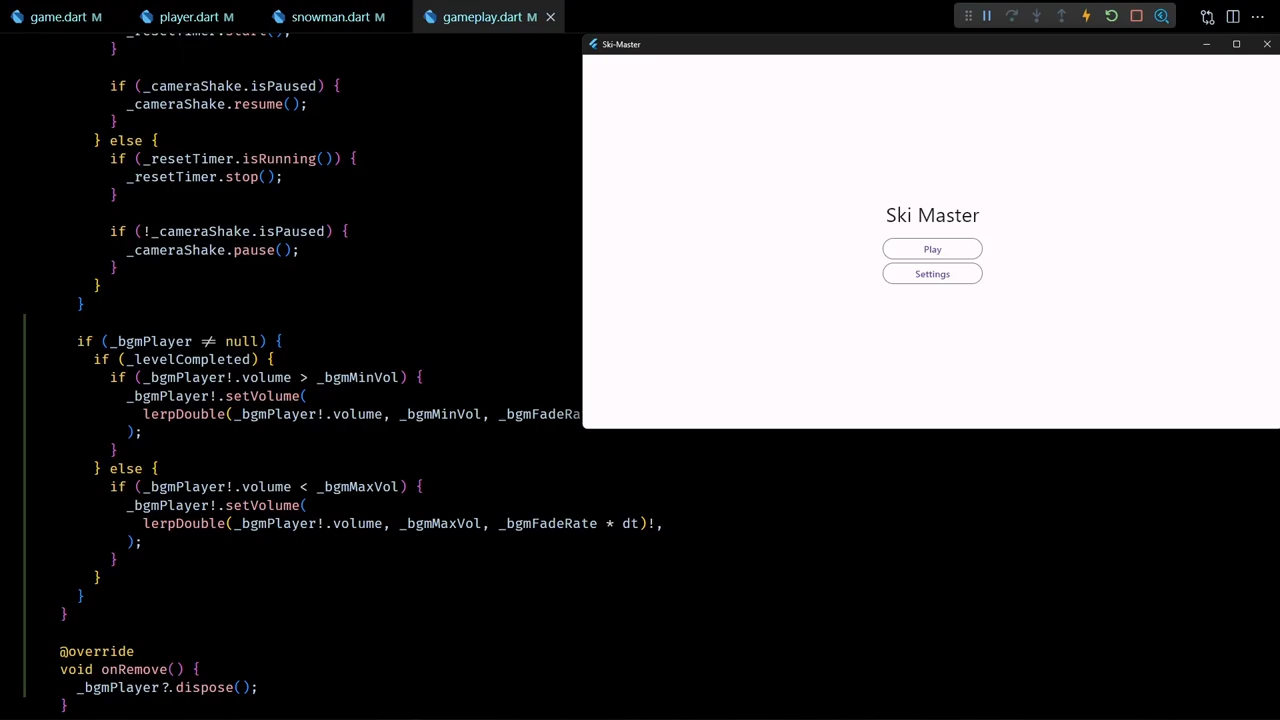 game.dart M
player.dart M
snowman.dart M
gameplay.dart M
_resetTimer.start();
}
if (_cameraShake.isPaused) {
_cameraShake.resume();
}
} else {
if (_resetTimer.isRunning()) {
_resetTimer.stop();
}
if (!_cameraShake.isPaused) {
_cameraShake.pause();
}
}
}
if (_bgmPlayer != null) {
if (_levelCompleted) {
if (_bgmPlayer!.volume > _bgmMinVol) {
_bgmPlayer!.setVolume(
lerpDouble(_bgmPlayer!.volume, _bgmMinVol, _bgmFadeRa
);
}
} else {
if (_bgmPlayer!.volume < _bgmMaxVol) {
_bgmPlayer!.setVolume(
lerpDouble(_bgmPlayer!.volume, _bgmMaxVol, _bgmFadeRate * dt)!,
);
}
}
}
}
@override
void onRemove() {
_bgmPlayer?.dispose();
}
Ski-Master
Ski Master
Play
Settings